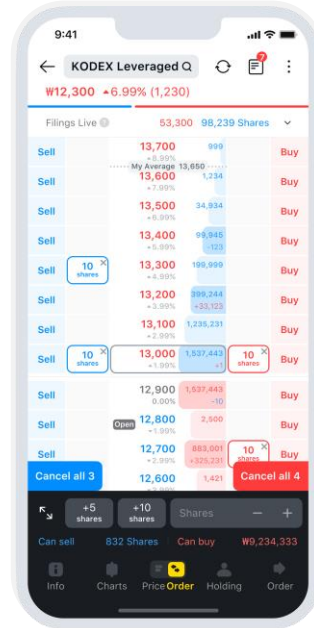 9:41
KODEX Leveraged
7
₩12,300 ▲6.99% (1,230)
Filings Live 53,300 98,239 Shares
Sell 13,700 999 Buy
+8.99%
My Average 13,650
Sell 13,600 1,234 Buy
+7.99%
Sell 13,500 34,934 Buy
+6.99%
Sell 13,400 99,945 Buy
+5.99% -123
Sell 10 shares 13,300 199,999 Buy
+4.99%
Sell 13,200 399,244 Buy
+3.99% +33,123
Sell 13,100 1,235,231 Buy
+2.99%
Sell 10 shares 13,000 1,537,443 10 shares Buy
+1.99% +1
Sell 12,900 1,537,443 Buy
0.00% -10
Sell Open 12,800 2,500 Buy
+1.99%
Sell 12,700 883,001 10 shares Buy
+2.99% +325,231
Cancel all 3 12,600 1,421 Cancel all 4
+5 shares +10 shares Shares − +
Can sell 832 Shares Can buy ₩9,234,333
Info Charts Price Order Holding Order